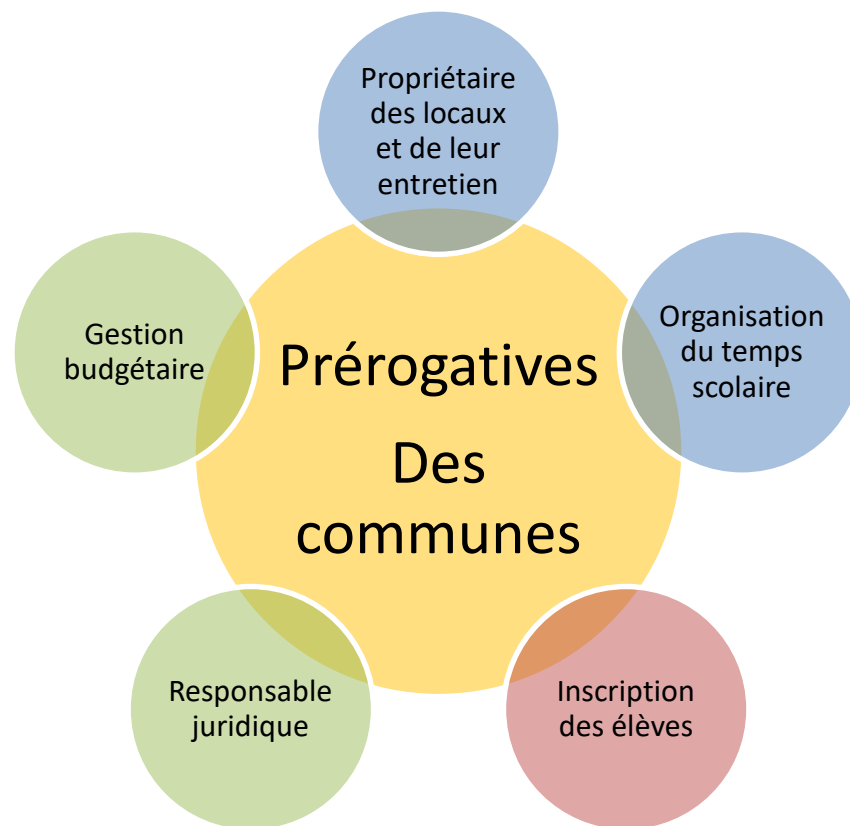 Propriétaire
des locaux
et de leur
entretien
Organisation
du temps
scolaire
Gestion
budgétaire
Prérogatives
Des
communes
Responsable
juridique
Inscription
des élèves